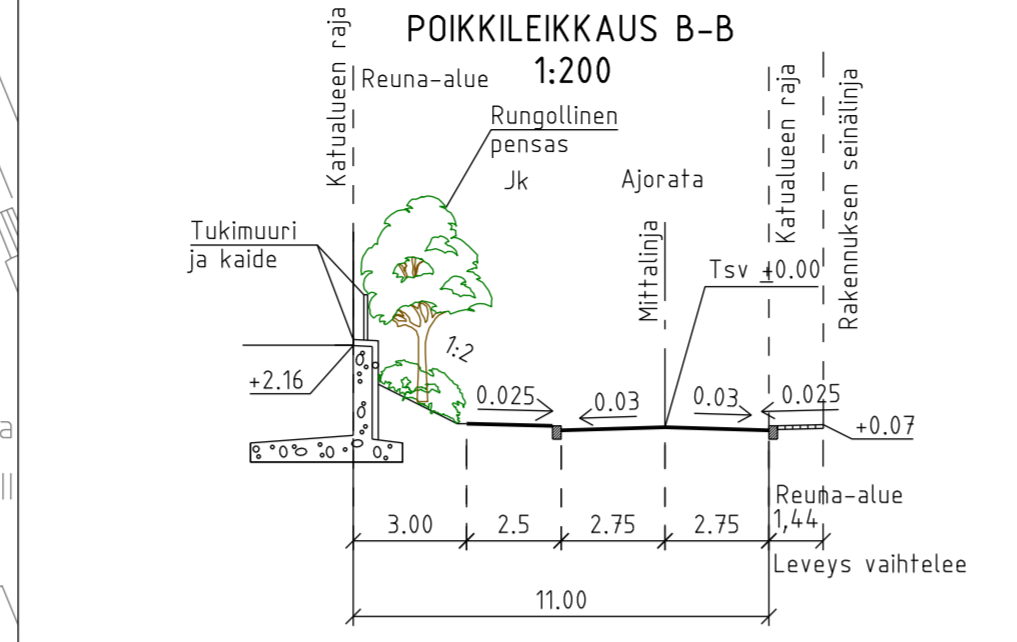 POIKKILEIKKAUS B-B
1:200
Katualueen raja
Reuna-alue
Rungollinen
pensas
Jk
Ajorata
Katualueen raja
Rakennuksen seinälinja
Tukimuuri
ja kaide
Mittalinja
Tsv ±0.00
1:2
+2.16
0.025
0.03
0.03
0.025
+0.07
Reuna-alue
3.00
2.5
2.75
2.75
1,44
Leveys vaihtelee
11.00
a
ll